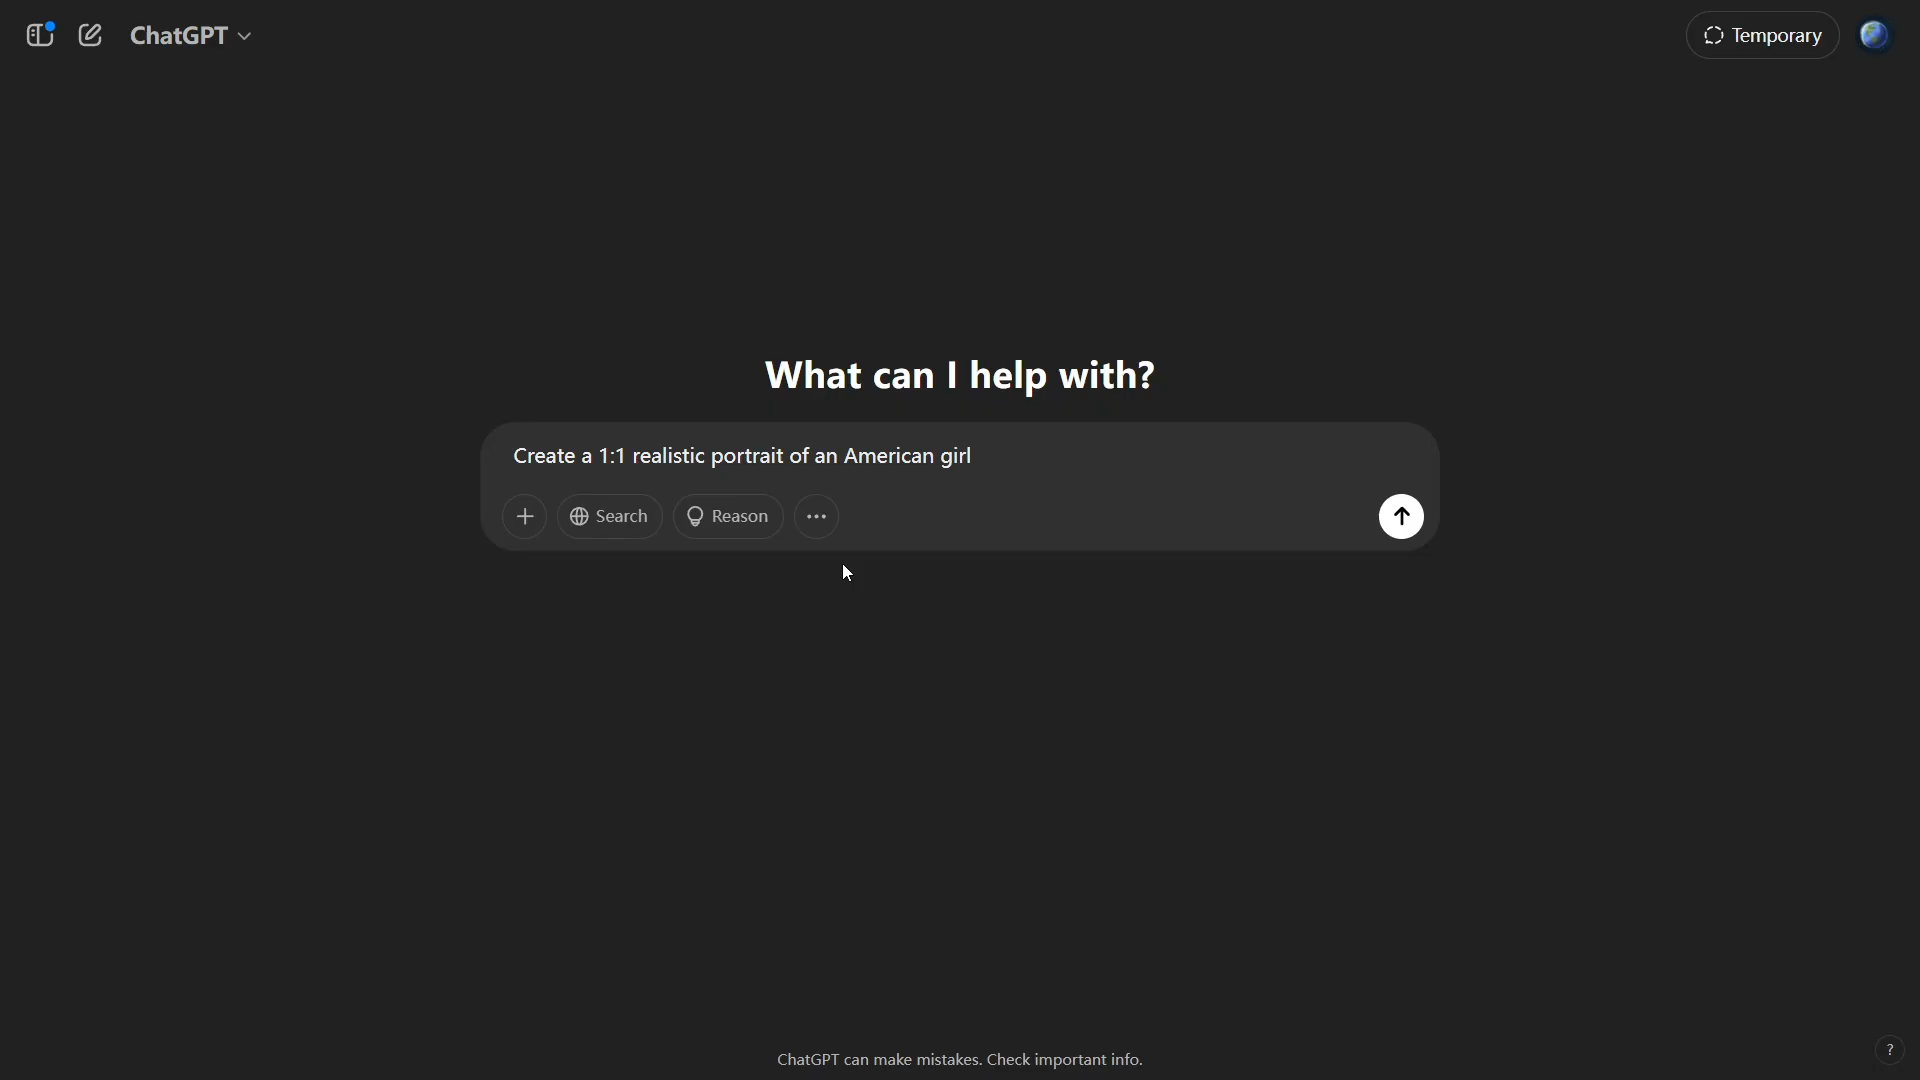 ChatGPT
Temporary
What can I help with?
Create a 1:1 realistic portrait of an American girl
Search
Reason
ChatGPT can make mistakes. Check important info.
?